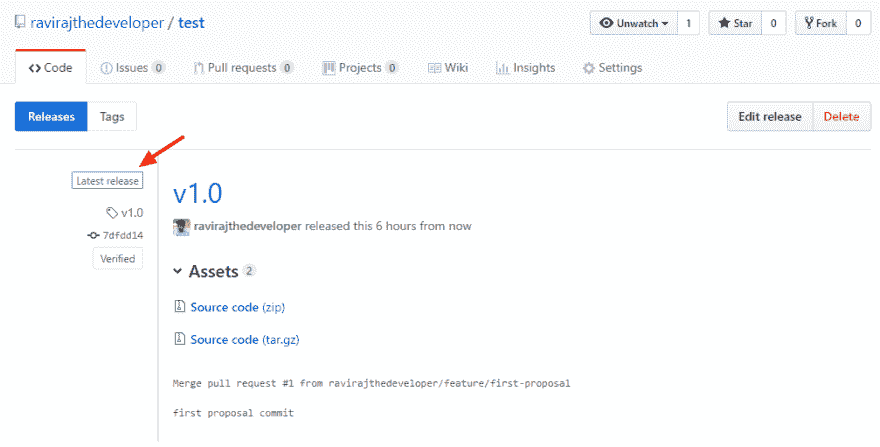 ravirajthedeveloper / test
Unwatch 1 Star 0 Fork 0
Code Issues 0 Pull requests 0 Projects 0 Wiki Insights Settings
Releases Tags Edit release Delete
Latest release
v1.0
7dfdd14
Verified
v1.0
ravirajthedeveloper released this 6 hours from now
Assets 2
Source code (zip)
Source code (tar.gz)
Merge pull request #1 from ravirajthedeveloper/feature/first-proposal
first proposal commit